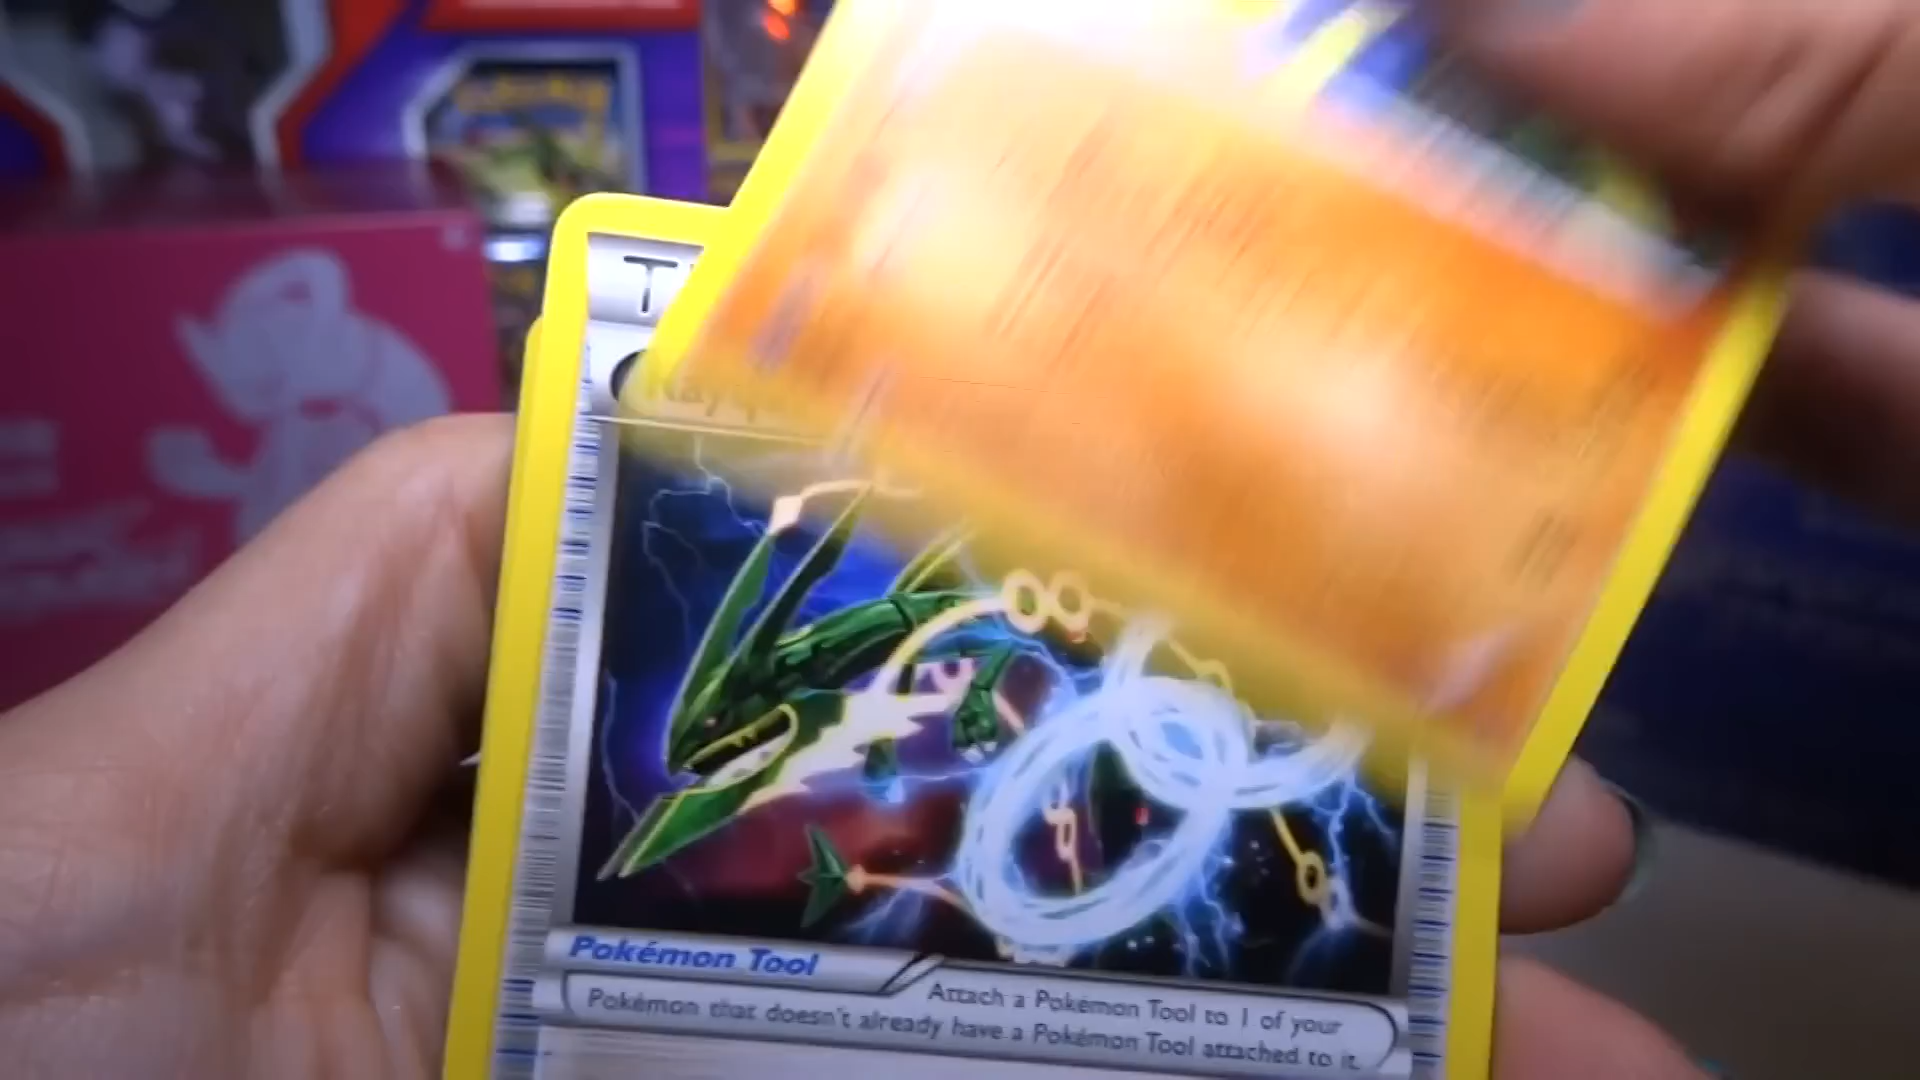 T
Rayq
Pokémon Tool
Attach a Pokémon Tool to 1 of your
Pokémon that doesn't already have a Pokémon Tool attached to it.